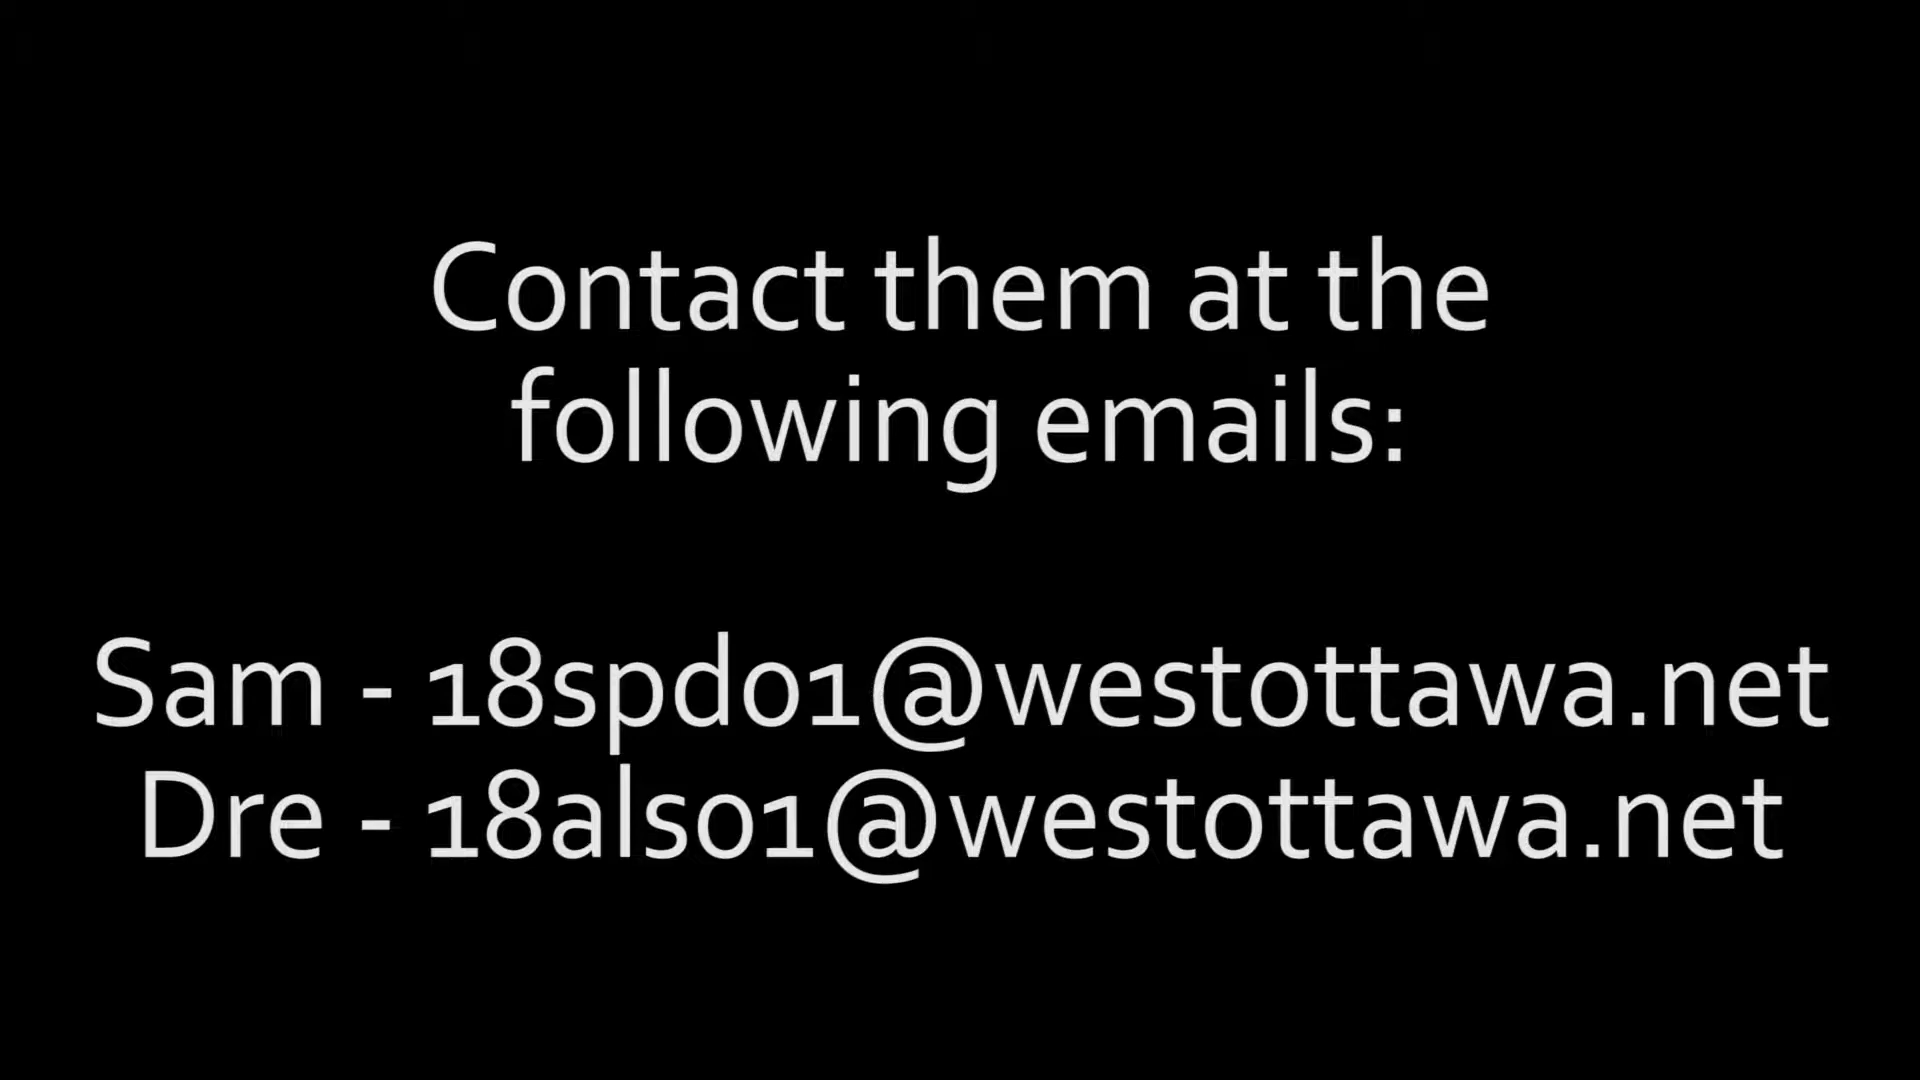 Contact them at the
following emails:
Sam - 18spd01@westottawa.net
Dre - 18als01@westottawa.net